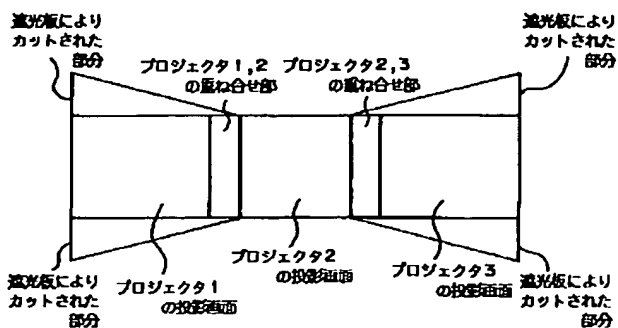 遮光板により
カットされた
部分
プロジェクタ1,2
の重ね合せ部
プロジェクタ2,3
の重ね合せ部
遮光板により
カットされた
部分
遮光板により
カットされた
部分
プロジェクタ1
の投影画面
プロジェクタ2
の投影画面
プロジェクタ3
の投影画面
遮光板により
カットされた
部分